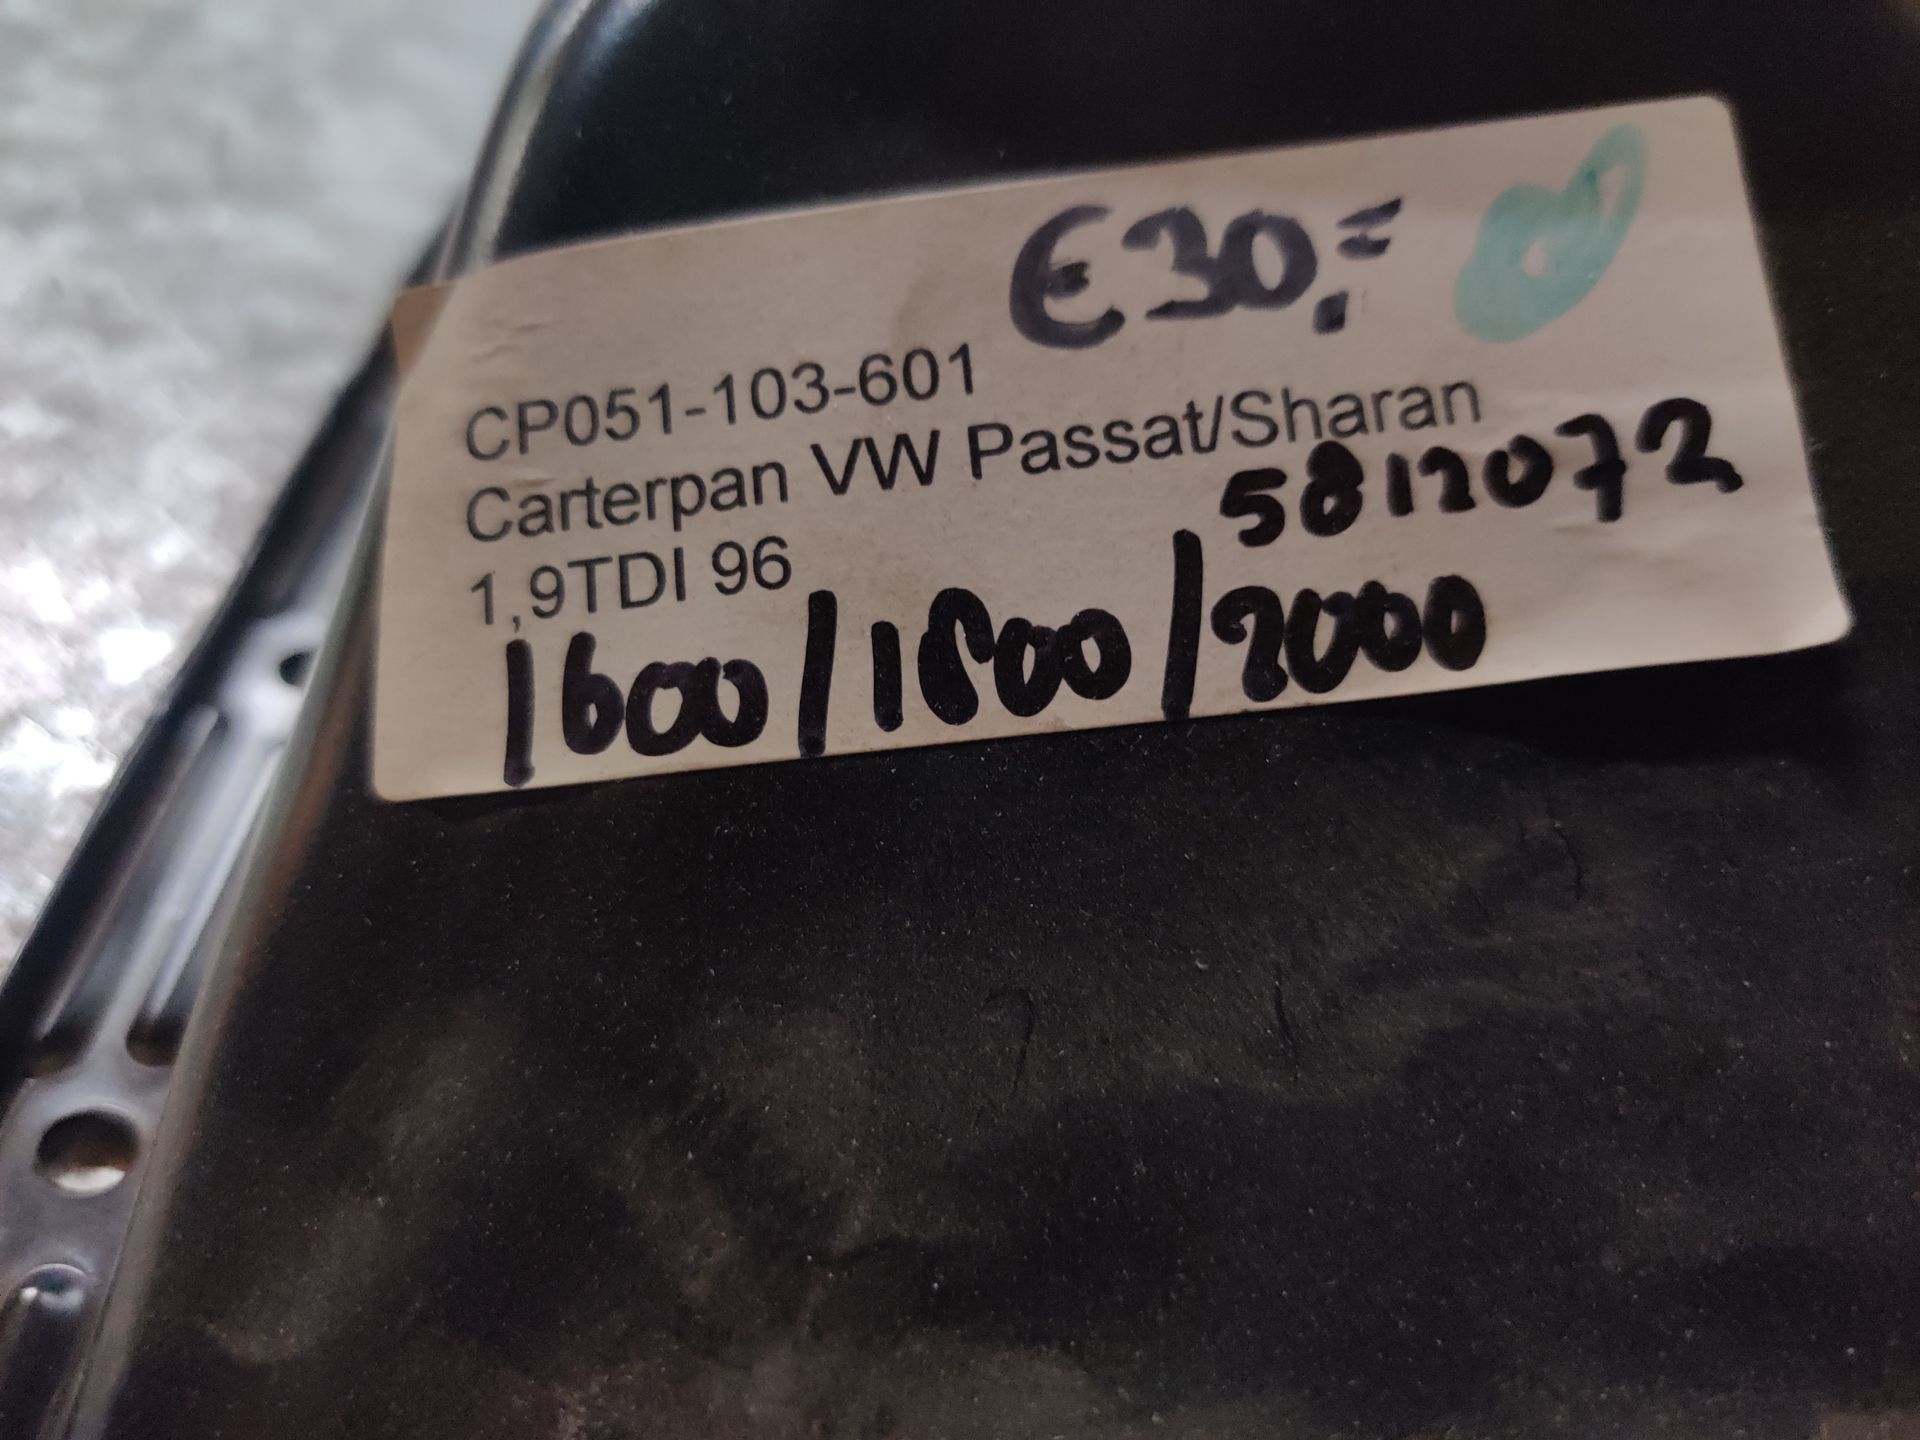 €30,=
CP051-103-601
Carterpan VW Passat/Sharan
5812072
1,9TDI 96
1600/1800/2000